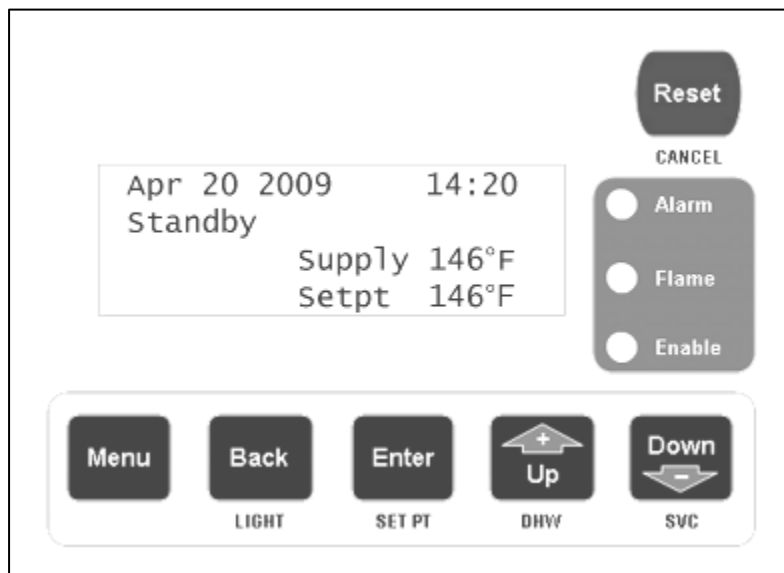 Reset
CANCEL
Apr 20 2009 14:20
Standby
Supply 146°F
Setpt 146°F
Alarm
Flame
Enable
Menu
Back
Enter
+
Up
Down
-
LIGHT
SET PT
DHW
SVC